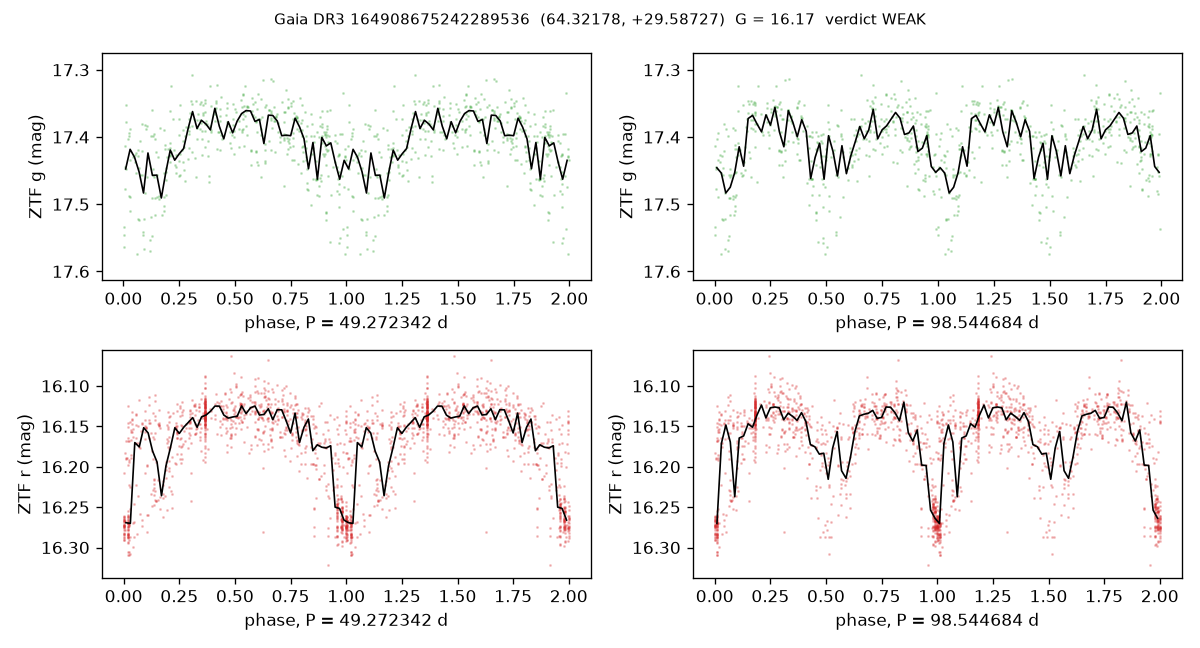 Gaia DR3 164908675242289536  (64.32178, +29.58727)  G = 16.17  verdict WEAK
ZTF g (mag)
17.3
17.4
17.5
17.6
0.00 0.25 0.50 0.75 1.00 1.25 1.50 1.75 2.00
phase, P = 49.272342 d
ZTF g (mag)
17.3
17.4
17.5
17.6
0.00 0.25 0.50 0.75 1.00 1.25 1.50 1.75 2.00
phase, P = 98.544684 d
ZTF r (mag)
16.10
16.15
16.20
16.25
16.30
0.00 0.25 0.50 0.75 1.00 1.25 1.50 1.75 2.00
phase, P = 49.272342 d
ZTF r (mag)
16.10
16.15
16.20
16.25
16.30
0.00 0.25 0.50 0.75 1.00 1.25 1.50 1.75 2.00
phase, P = 98.544684 d